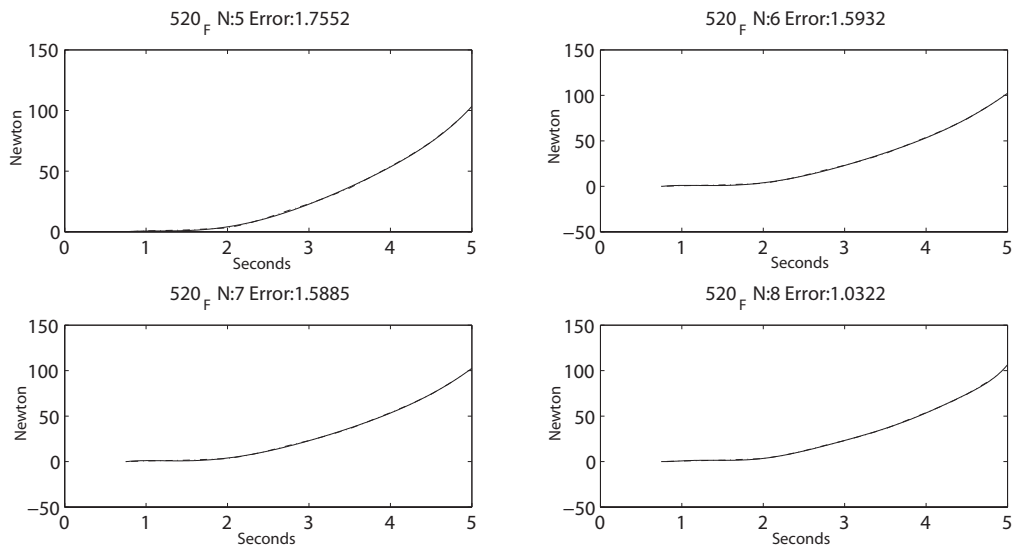 520 F N:5 Error:1.7552
150
100
50
0
Newton
0 1 2 3 4 5
Seconds
520 F N:6 Error:1.5932
150
100
50
0
−50
Newton
0 1 2 3 4 5
Seconds
520 F N:7 Error:1.5885
150
100
50
0
−50
Newton
0 1 2 3 4 5
Seconds
520 F N:8 Error:1.0322
150
100
50
0
−50
Newton
0 1 2 3 4 5
Seconds